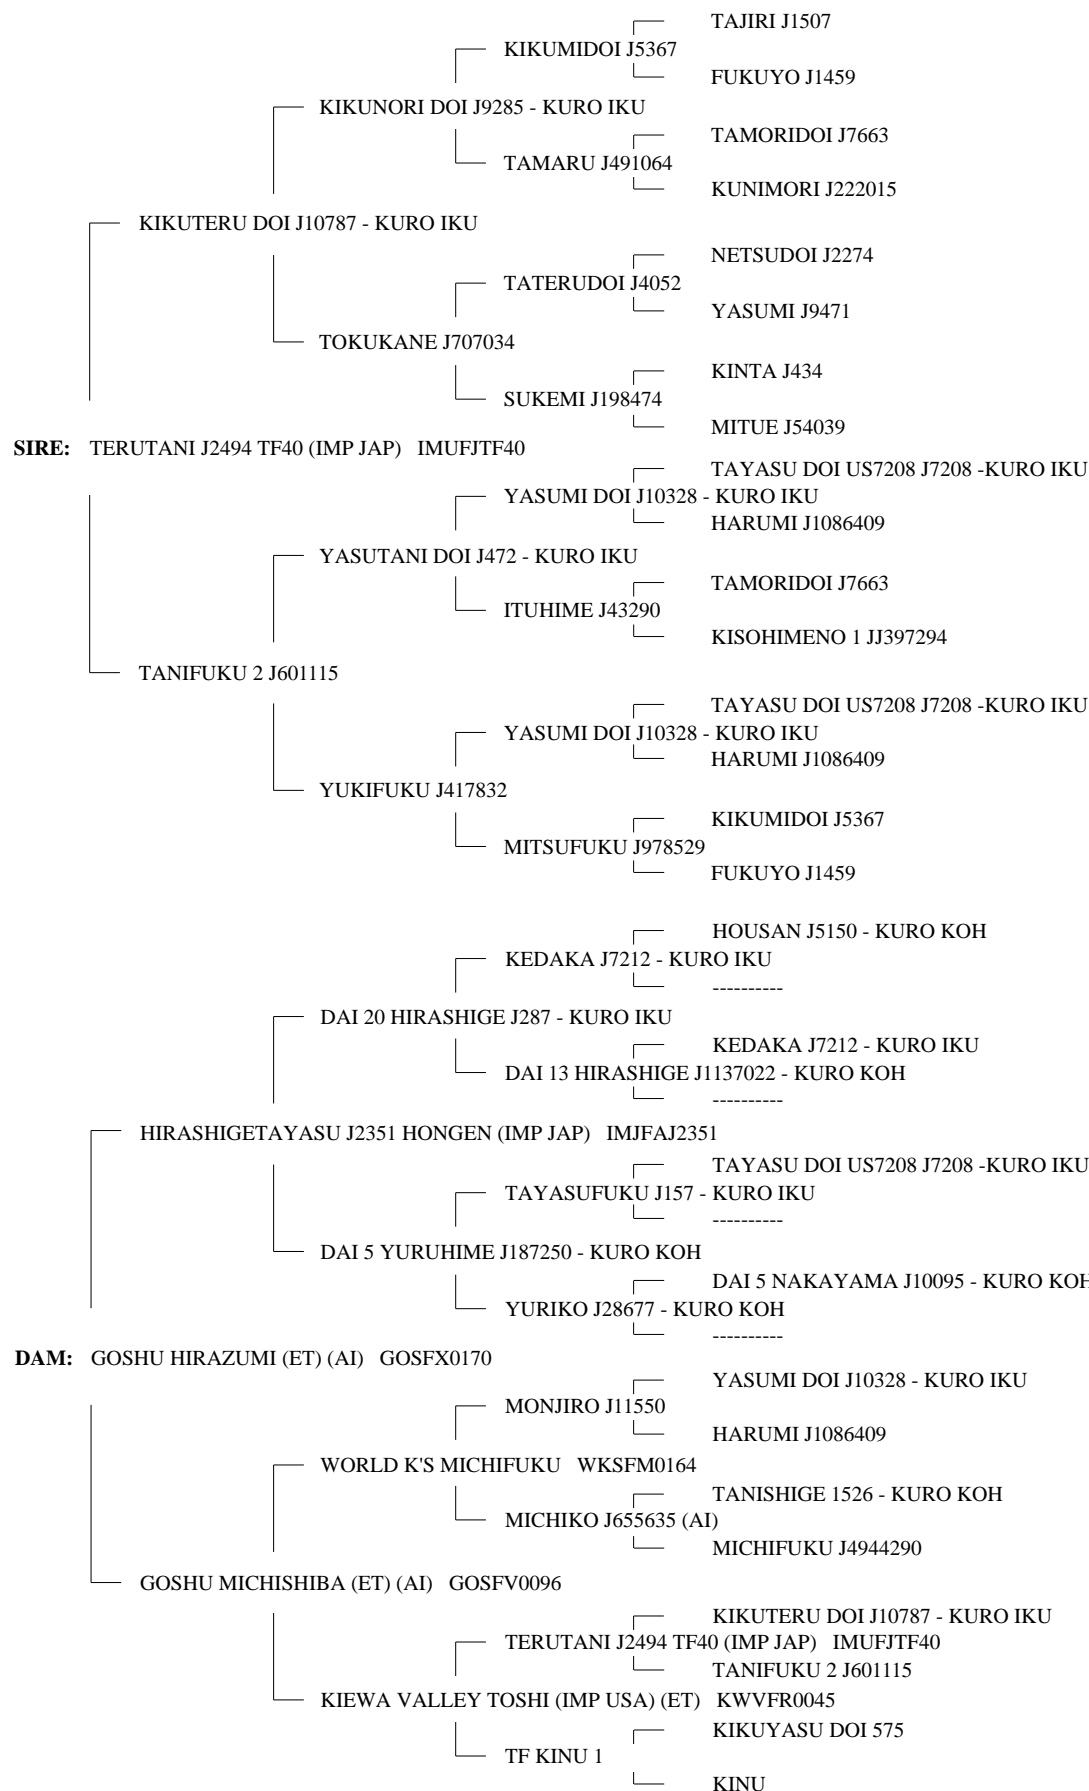 TAJIRI J1507
KIKUMIDOI J5367
FUKUYO J1459
KIKUNORI DOI J9285 - KURO IKU
TAMORIDOI J7663
TAMARU J491064
KUNIMORI J222015
KIKUTERU DOI J10787 - KURO IKU
NETSUDOI J2274
TATERUDOI J4052
YASUMI J9471
TOKUKANE J707034
KINTA J434
SUKEMI J198474
MITUE J54039
SIRE: TERUTANI J2494 TF40 (IMP JAP) IMUFJTF40
TAYASU DOI US7208 J7208 -KURO IKU
YASUMI DOI J10328 - KURO IKU
HARUMI J1086409
YASUTANI DOI J472 - KURO IKU
TAMORIDOI J7663
ITUHIME J43290
KISOHIMENO 1 JJ397294
TANIFUKU 2 J601115
TAYASU DOI US7208 J7208 -KURO IKU
YASUMI DOI J10328 - KURO IKU
HARUMI J1086409
YUKIFUKU J417832
KIKUMIDOI J5367
MITSUFUKU J978529
FUKUYO J1459
HOUSAN J5150 - KURO KOH
KEDAKA J7212 - KURO IKU
----------
DAI 20 HIRASHIGE J287 - KURO IKU
KEDAKA J7212 - KURO IKU
DAI 13 HIRASHIGE J1137022 - KURO KOH
----------
HIRASHIGETAYASU J2351 HONGEN (IMP JAP) IMJFAJ2351
TAYASU DOI US7208 J7208 -KURO IKU
TAYASUFUKU J157 - KURO IKU
----------
DAI 5 YURUHIME J187250 - KURO KOH
DAI 5 NAKAYAMA J10095 - KURO KOH
YURIKO J28677 - KURO KOH
----------
DAM: GOSHU HIRAZUMI (ET) (AI) GOSFX0170
YASUMI DOI J10328 - KURO IKU
MONJIRO J11550
HARUMI J1086409
WORLD K'S MICHIFUKU WKSFM0164
TANISHIGE 1526 - KURO KOH
MICHIKO J655635 (AI)
MICHIFUKU J4944290
GOSHU MICHISHIBA (ET) (AI) GOSFV0096
KIKUTERU DOI J10787 - KURO IKU
TERUTANI J2494 TF40 (IMP JAP) IMUFJTF40
TANIFUKU 2 J601115
KIEWA VALLEY TOSHI (IMP USA) (ET) KWVFR0045
KIKUYASU DOI 575
TF KINU 1
KINU